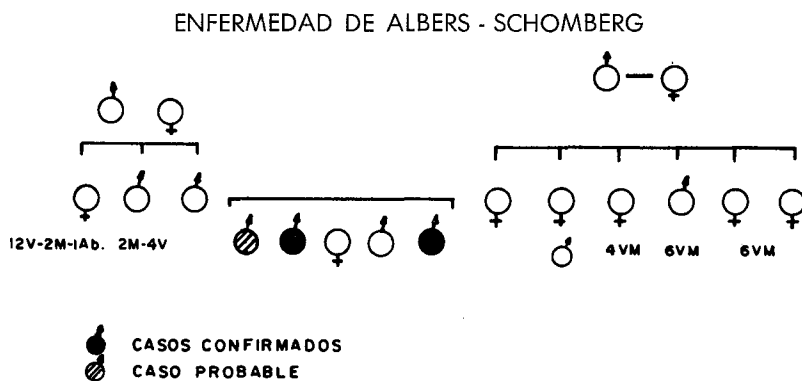 ENFERMEDAD DE ALBERS - SCHOMBERG
12V-2M-1Ab. 2M-4V
4VM 6VM 6VM
CASOS CONFIRMADOS
CASO PROBABLE